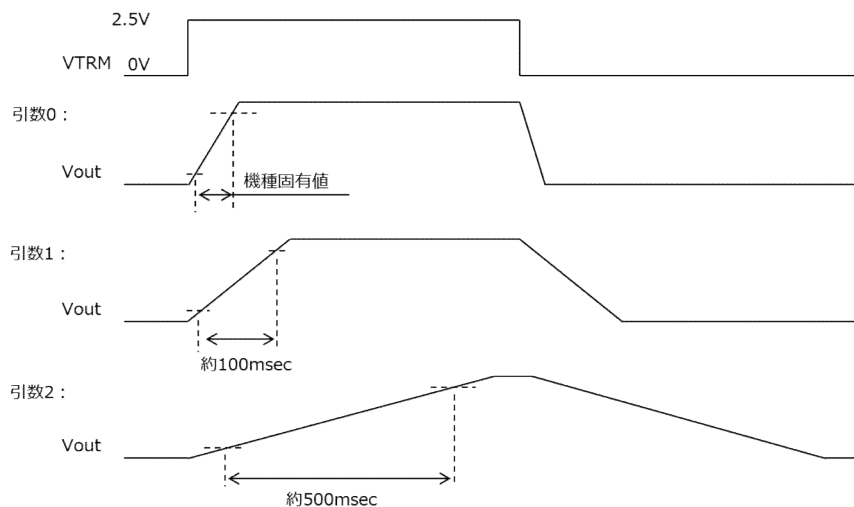 2.5V
VTRM 0V
引数0：
Vout
機種固有値
引数1：
Vout
約100msec
引数2：
Vout
約500msec